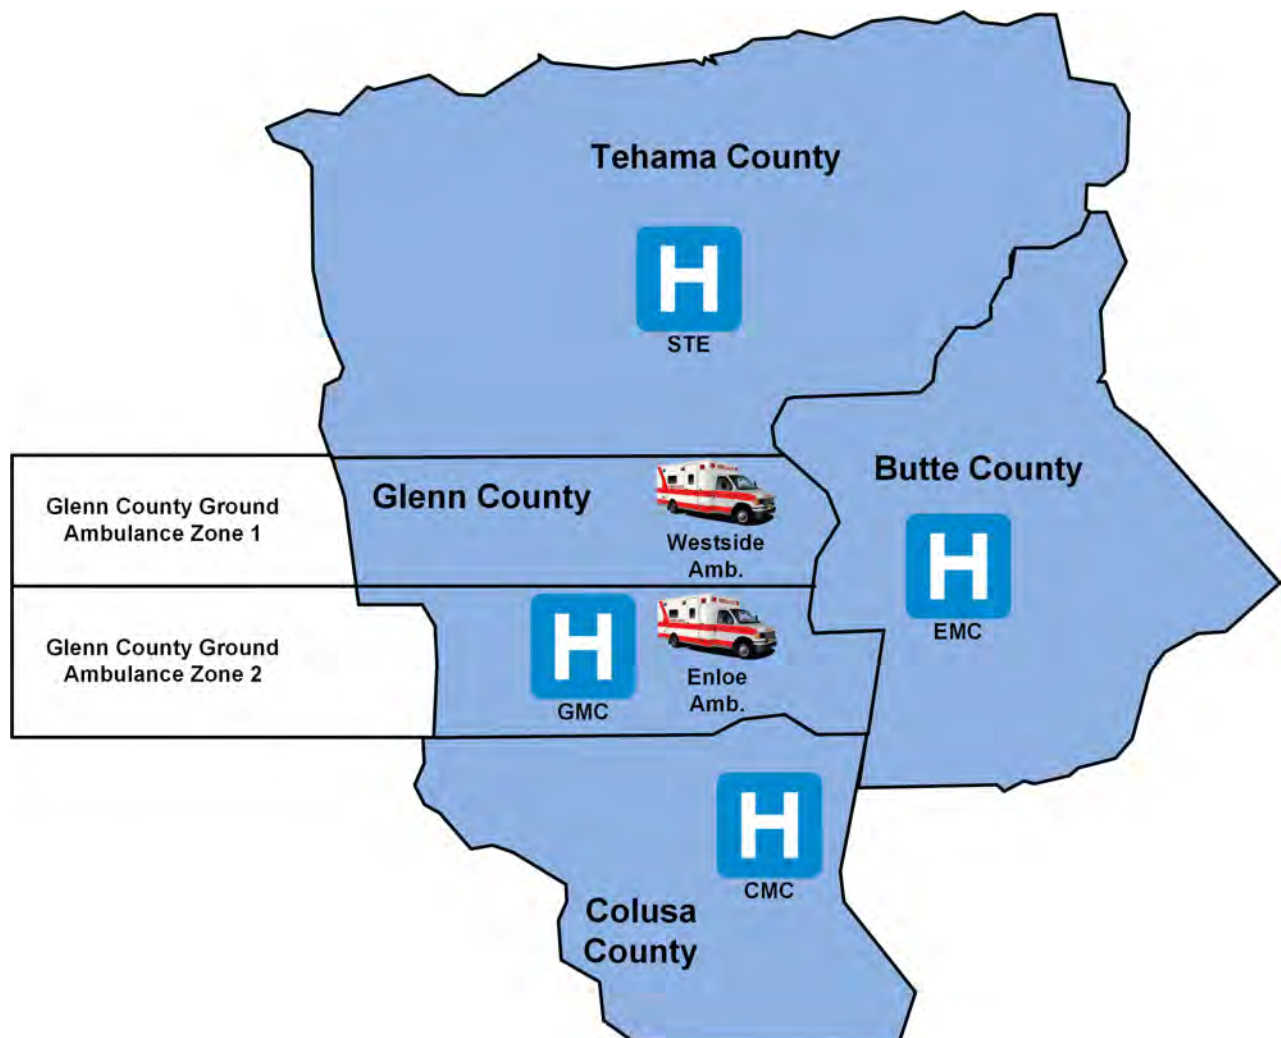 Tehama County
H
STE
Glenn County Ground
Ambulance Zone 1
Glenn County
Westside
Amb.
Butte County
H
EMC
Glenn County Ground
Ambulance Zone 2
H
GMC
Enloe
Amb.
H
CMC
Colusa
County